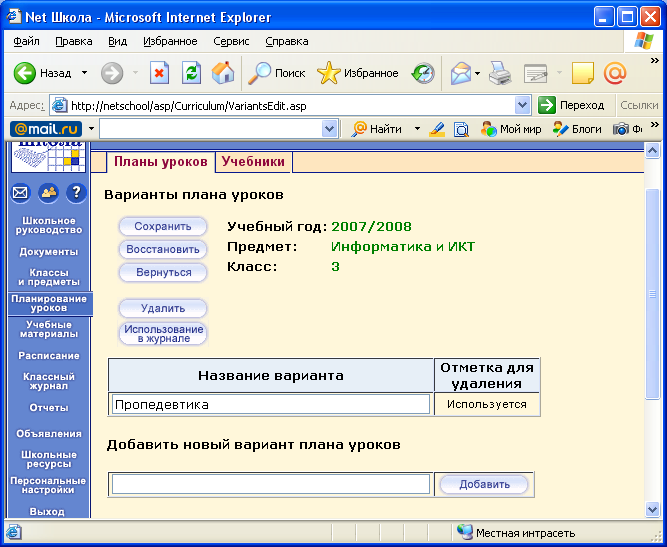 Net Школа - Microsoft Internet Explorer
Файл Правка Вид Избранное Сервис Справка
Назад Поиск Избранное
Адрес: http://netschool/asp/Curriculum/VariantsEdit.asp Переход Ссылки
@mail.ru Найти Мой мир Блоги
школа
Планы уроков Учебники
Варианты плана уроков
Сохранить
Восстановить
Вернуться
Удалить
Использование
в журнале
Учебный год: 2007/2008
Предмет: Информатика и ИКТ
Класс: 3
Школьное
руководство
Документы
Классы
и предметы
Планирование
уроков
Учебные
материалы
Расписание
Классный
журнал
Отчеты
Объявления
Школьные
ресурсы
Персональные
настройки
Выход
Название варианта
Отметка для
удаления
Пропедевтика
Используется
Добавить новый вариант плана уроков
Добавить
Местная интрасеть